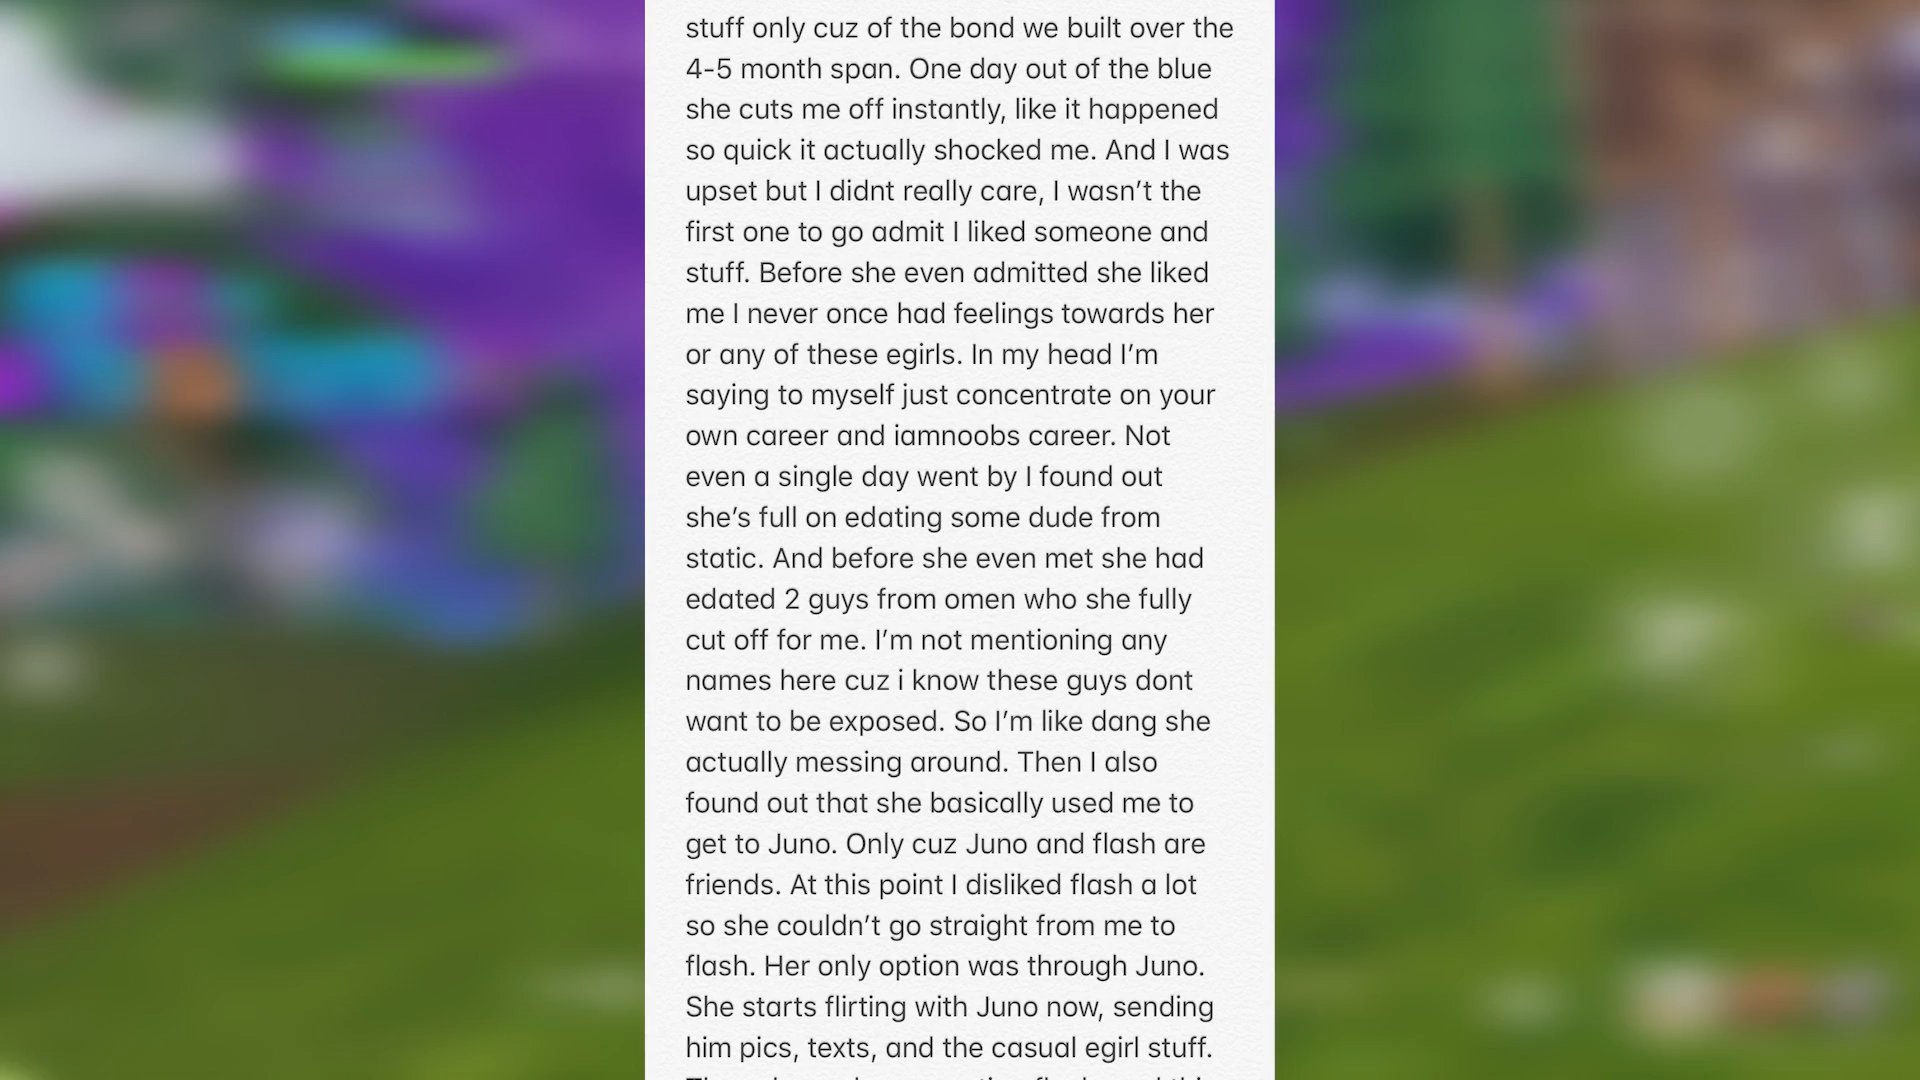 stuff only cuz of the bond we built over the
4-5 month span. One day out of the blue
she cuts me off instantly, like it happened
so quick it actually shocked me. And I was
upset but I didnt really care, I wasn’t the
first one to go admit I liked someone and
stuff. Before she even admitted she liked
me I never once had feelings towards her
or any of these egirls. In my head I’m
saying to myself just concentrate on your
own career and iamnoobs career. Not
even a single day went by I found out
she’s full on edating some dude from
static. And before she even met she had
edated 2 guys from omen who she fully
cut off for me. I’m not mentioning any
names here cuz i know these guys dont
want to be exposed. So I’m like dang she
actually messing around. Then I also
found out that she basically used me to
get to Juno. Only cuz Juno and flash are
friends. At this point I disliked flash a lot
so she couldn’t go straight from me to
flash. Her only option was through Juno.
She starts flirting with Juno now, sending
him pics, texts, and the casual egirl stuff.